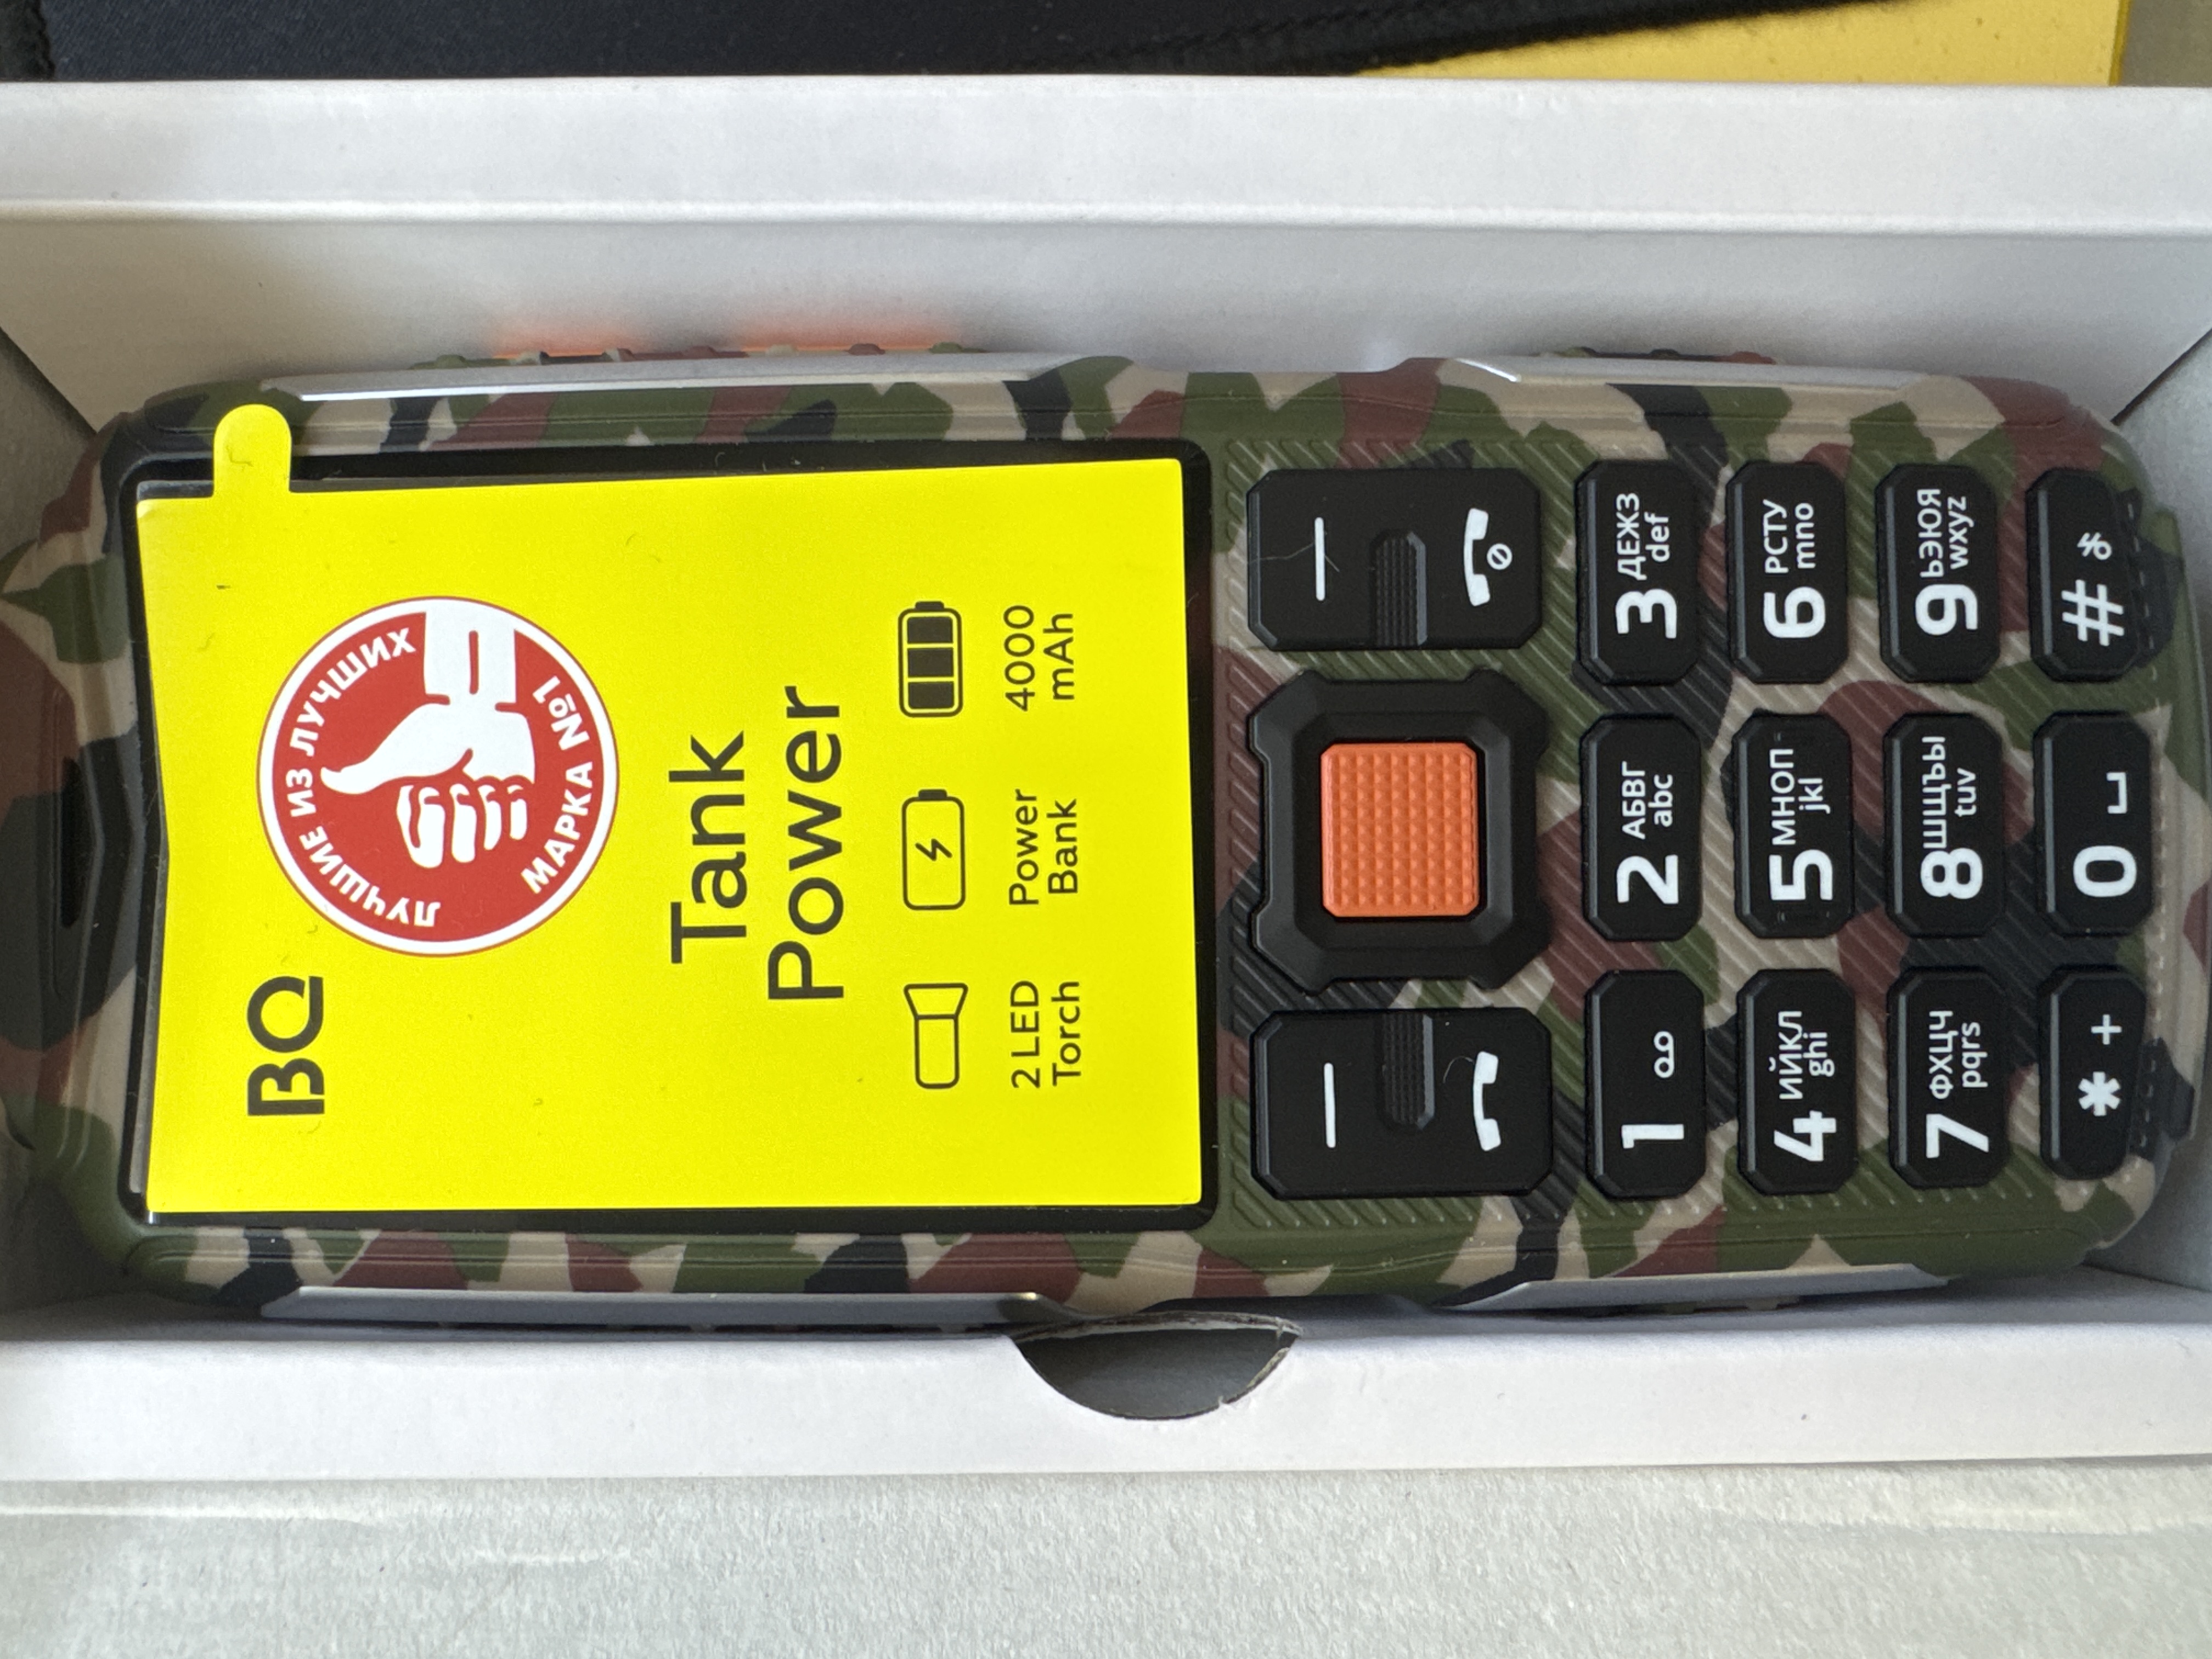 BQ
ЛУЧШИЕ ИЗ ЛУЧШИХ
МАРКА №1
Tank
Power
2 LED
Torch
Power
Bank
4000
mAh
1
2 АБВГ
abc
3 ДЕЖЗ
def
4 ИЙКЛ
ghi
5 МНОП
jkl
6 РСТУ
mno
7 ФХЦЧ
pqrs
8 ШЩЪЫ
tuv
9 ЬЭЮЯ
wxyz
* +
0 ␣
#